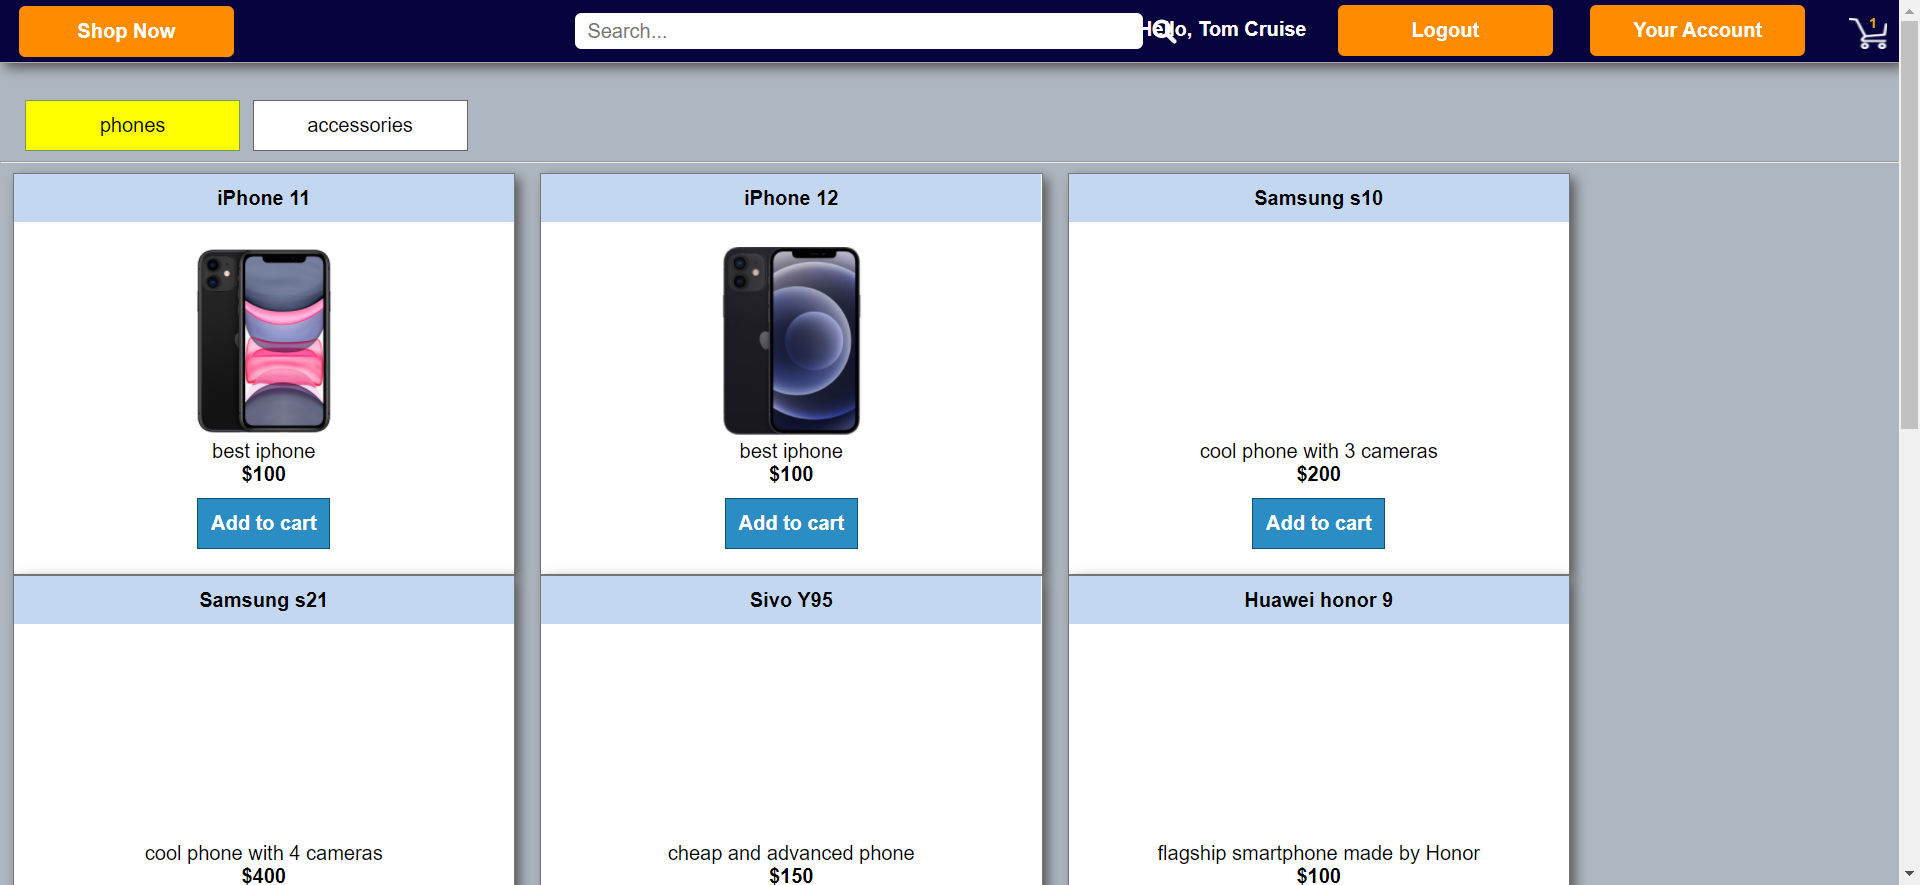 Shop Now
Search...
Hello, Tom Cruise
Logout
Your Account
1
phones
accessories
iPhone 11
iPhone 12
Samsung s10
best iphone
$100
best iphone
$100
cool phone with 3 cameras
$200
Add to cart
Add to cart
Add to cart
Samsung s21
Sivo Y95
Huawei honor 9
cool phone with 4 cameras
$400
cheap and advanced phone
$150
flagship smartphone made by Honor
$100